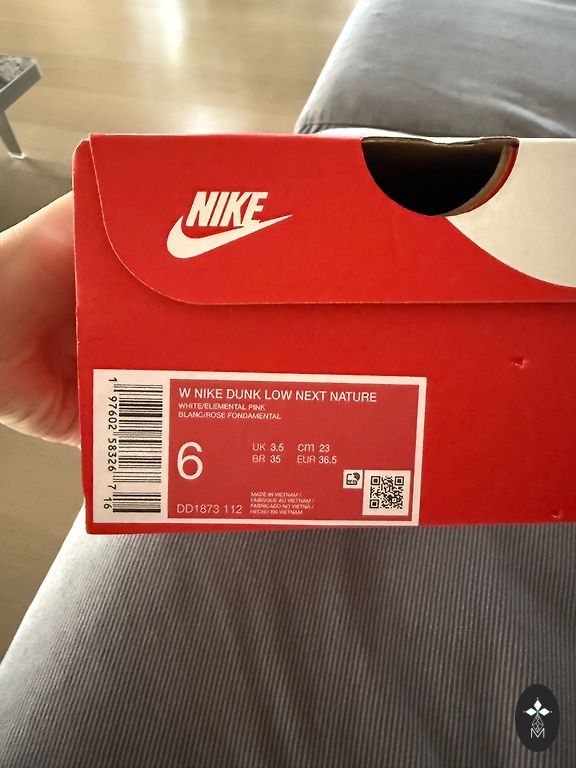 NIKE
W NIKE DUNK LOW NEXT NATURE
WHITE/ELEMENTAL PINK
BLANC/ROSE FONDAMENTAL
6
UK 3.5 cm 23
BR 35 EUR 36.5
MADE IN VIETNAM /
FABRIQUE AU VIETNAM /
FABRICADO NO VIETNÃ /
HECHO EN VIETNAM
DD1873 112
1 97602 58326 7 16
M